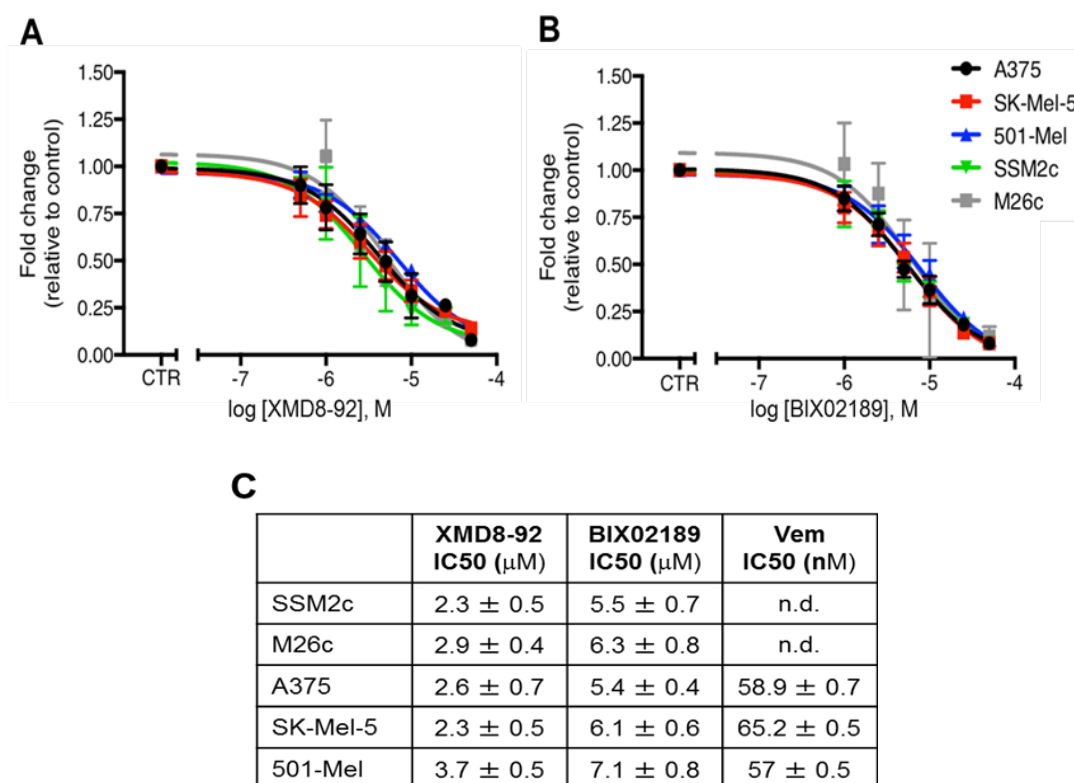 A
B
1.50
1.25
1.00
0.75
0.50
0.25
0.00
Fold change
(relative to control)
CTR
-7
-6
-5
-4
log [XMD8-92], M
1.50
1.25
1.00
0.75
0.50
0.25
0.00
Fold change
(relative to control)
CTR
-7
-6
-5
-4
log [BIX02189], M
A375
SK-Mel-5
501-Mel
SSM2c
M26c
C
XMD8-92 IC50 (μM) BIX02189 IC50 (μM) Vem IC50 (nM)
SSM2c 2.3 ± 0.5 5.5 ± 0.7 n.d.
M26c 2.9 ± 0.4 6.3 ± 0.8 n.d.
A375 2.6 ± 0.7 5.4 ± 0.4 58.9 ± 0.7
SK-Mel-5 2.3 ± 0.5 6.1 ± 0.6 65.2 ± 0.5
501-Mel 3.7 ± 0.5 7.1 ± 0.8 57 ± 0.5